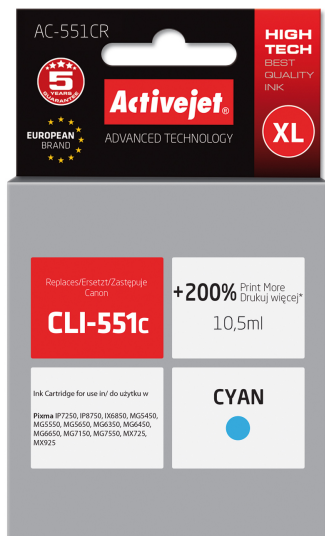 AC-551CR
HIGH
TECH
BEST
QUALITY
INK
5
YEARS
GUARANTEE
Activejet®
EUROPEAN
BRAND
ADVANCED TECHNOLOGY
XL
Replaces/Ersetzt/Zastępuje
Canon
CLI-551c
+200% Print More
Drukuj więcej*
10,5ml
Ink Cartridge for use in/ do użytku w
Pixma IP7250, IP8750, IX6850, MG5450,
MG5550, MG5650, MG6350, MG6450,
MG6650, MG7150, MG7550, MX725,
MX925
CYAN